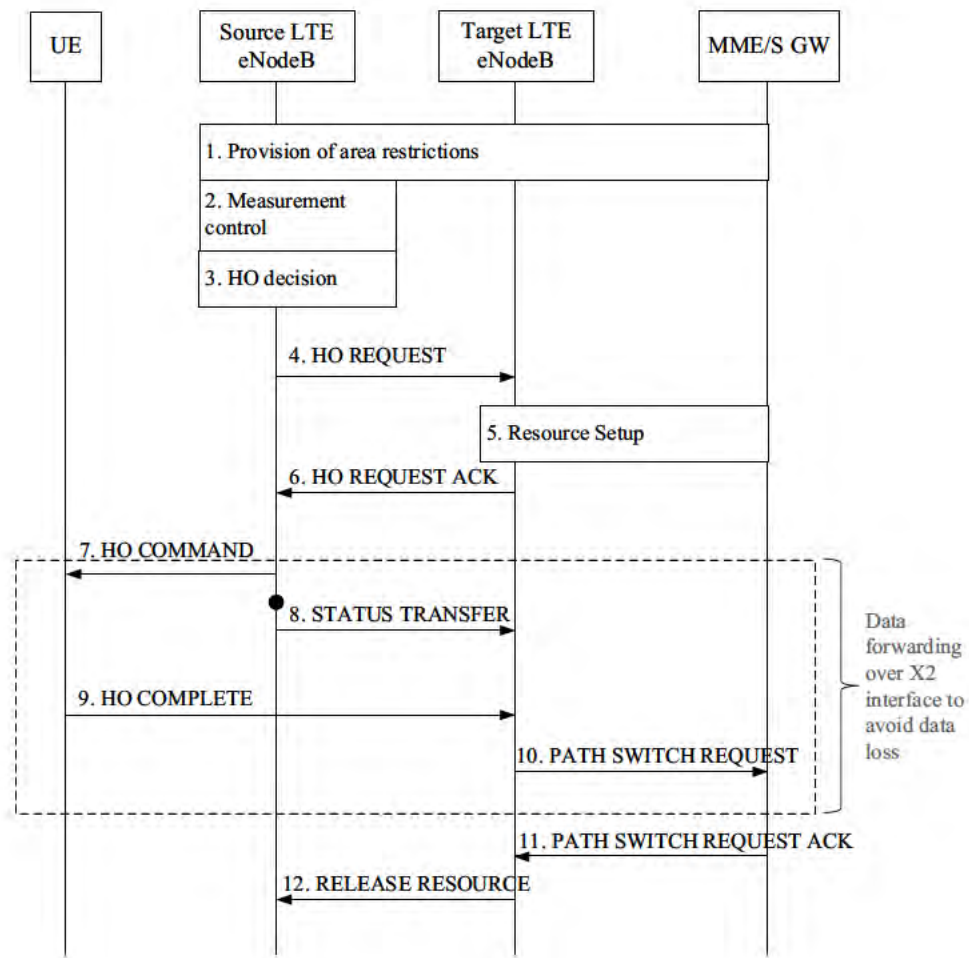 UE
Source LTE
eNodeB
Target LTE
eNodeB
MME/S GW
1. Provision of area restrictions
2. Measurement
control
3. HO decision
4. HO REQUEST
5. Resource Setup
6. HO REQUEST ACK
7. HO COMMAND
8. STATUS TRANSFER
9. HO COMPLETE
10. PATH SWITCH REQUEST
Data
forwarding
over X2
interface to
avoid data
loss
11. PATH SWITCH REQUEST ACK
12. RELEASE RESOURCE